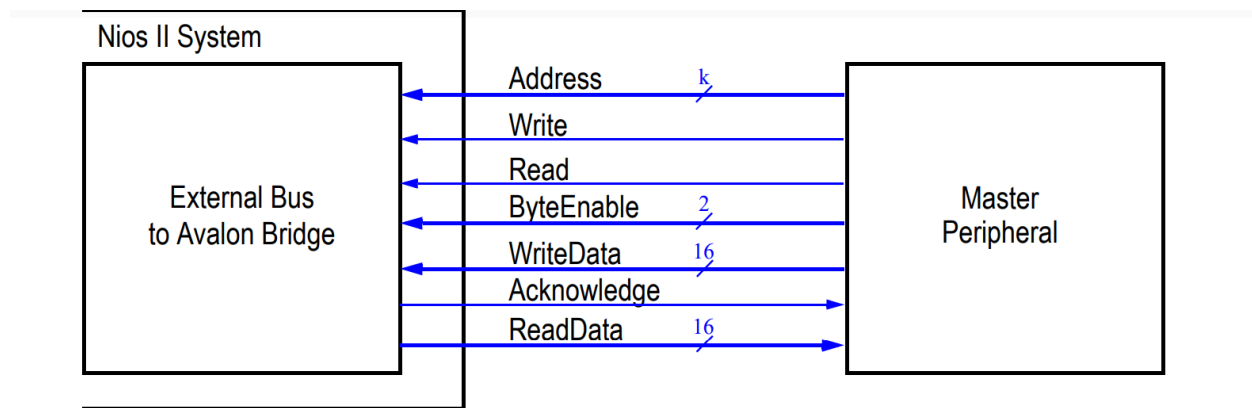 Nios II System
Address
k
Write
Read
External Bus
to Avalon Bridge
ByteEnable
2
WriteData
16
Acknowledge
ReadData
16
Master
Peripheral